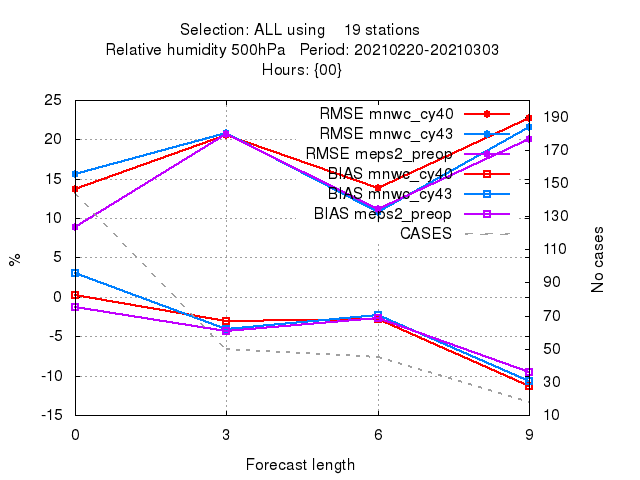 Selection: ALL using 19 stations
Relative humidity 500hPa Period: 20210220-20210303
Hours: {00}
RMSE mnwc_cy40
RMSE mnwc_cy43
RMSE meps2_preop
BIAS mnwc_cy40
BIAS mnwc_cy43
BIAS meps2_preop
CASES
25
20
15
10
5
0
-5
-10
-15
%
190
170
150
130
110
90
70
50
30
10
No cases
0 3 6 9
Forecast length